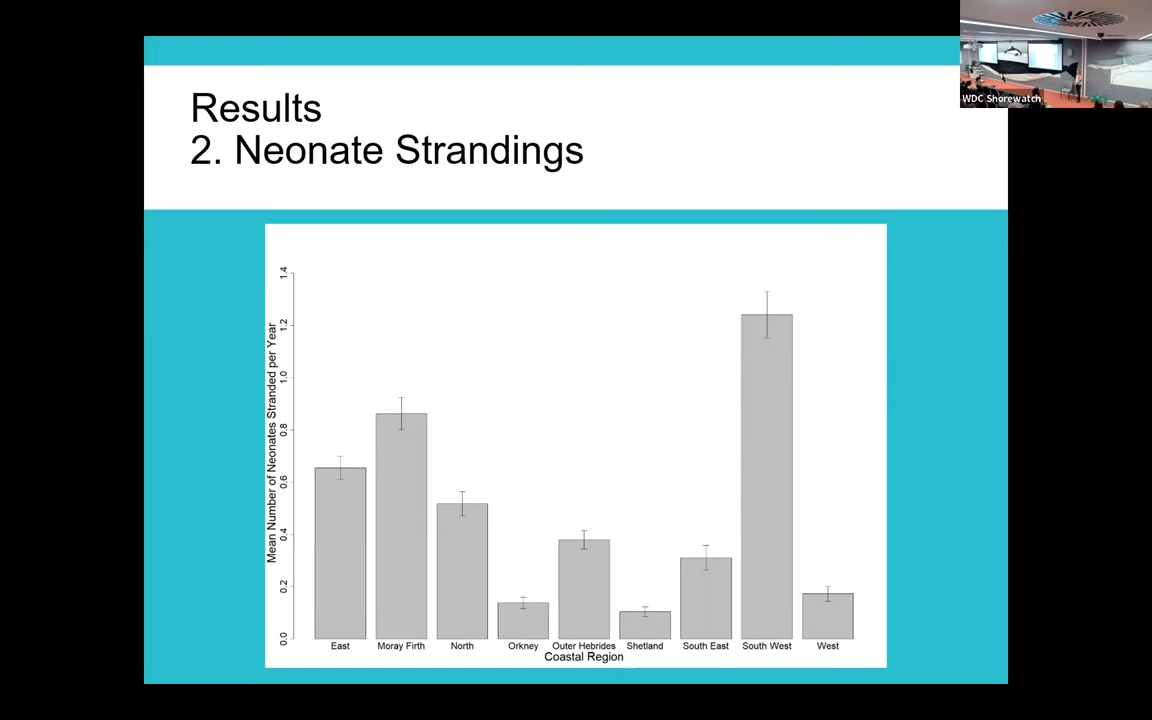 WDC Shorewatch
Results
2. Neonate Strandings
Mean Number of Neonates Stranded per Year
1.4
1.2
1.0
0.8
0.6
0.4
0.2
0.0
East Moray Firth North Orkney Outer Hebrides Shetland South East South West West
Coastal Region